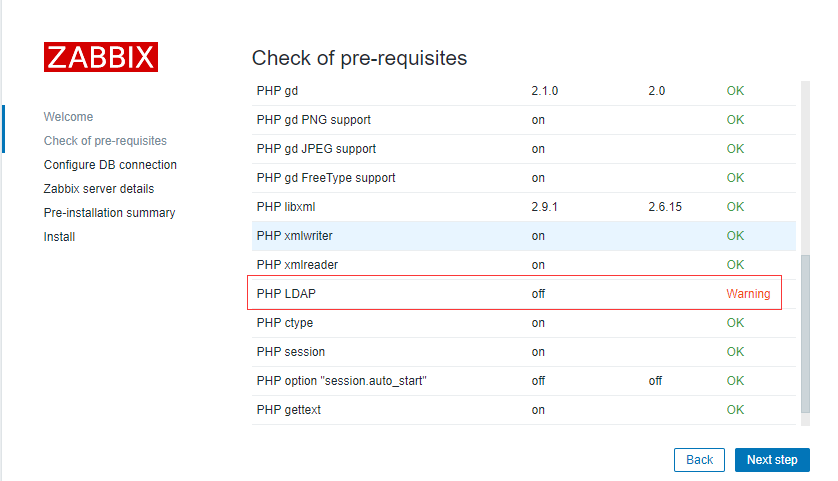 ZABBIX
Welcome
Check of pre-requisites
Configure DB connection
Zabbix server details
Pre-installation summary
Install
Check of pre-requisites
PHP gd 2.1.0 2.0 OK
PHP gd PNG support on OK
PHP gd JPEG support on OK
PHP gd FreeType support on OK
PHP libxml 2.9.1 2.6.15 OK
PHP xmlwriter on OK
PHP xmlreader on OK
PHP LDAP off Warning
PHP ctype on OK
PHP session on OK
PHP option "session.auto_start" off off OK
PHP gettext on OK
Back Next step